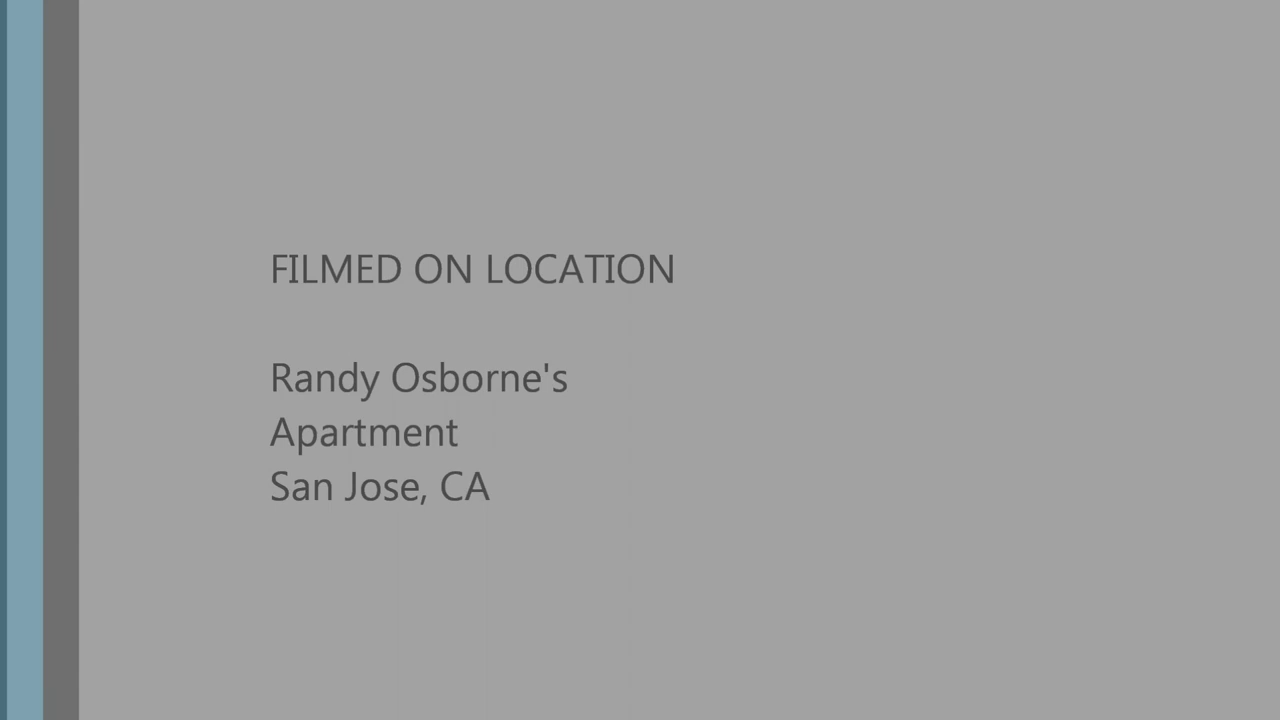 FILMED ON LOCATION
Randy Osborne's
Apartment
San Jose, CA